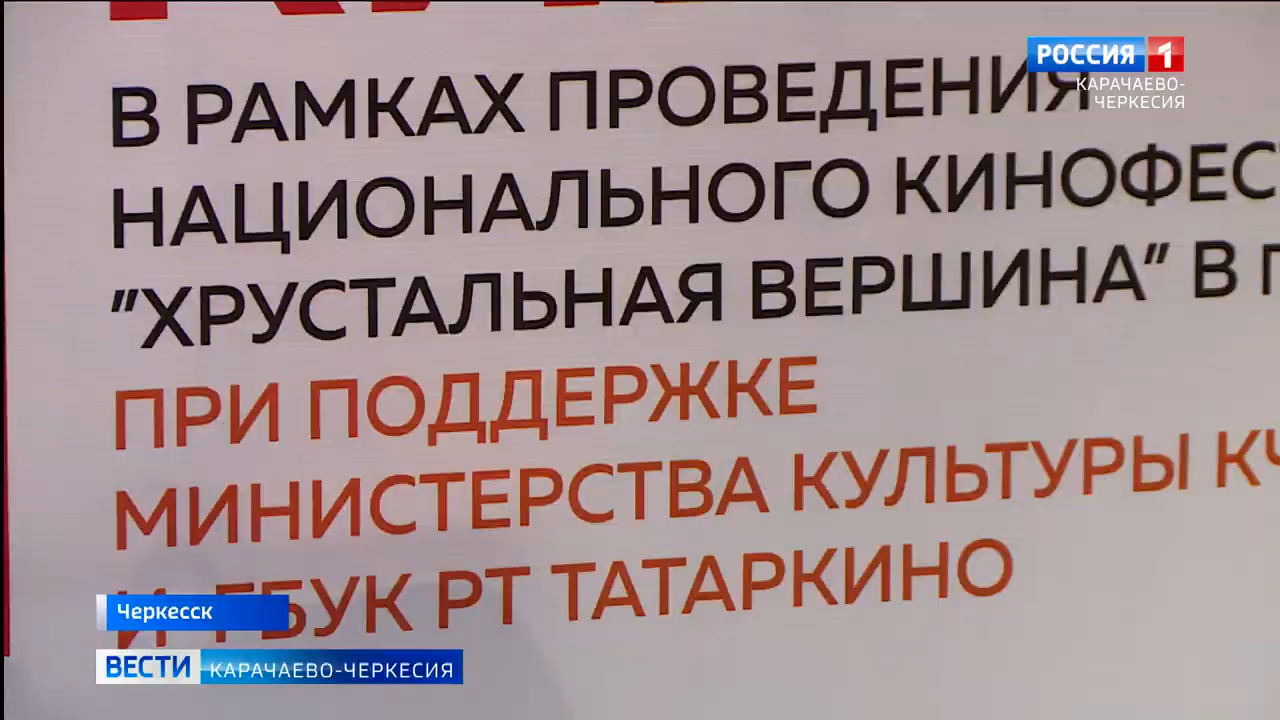 РОССИЯ 1
КАРАЧАЕВО-
ЧЕРКЕСИЯ
В РАМКАХ ПРОВЕДЕНИЯ
НАЦИОНАЛЬНОГО КИНОФЕС
"ХРУСТАЛЬНАЯ ВЕРШИНА" В
ПРИ ПОДДЕРЖКЕ
МИНИСТЕРСТВА КУЛЬТУРЫ КЧ
И ГБУК РТ ТАТАРКИНО
Черкесск
ВЕСТИ КАРАЧАЕВО-ЧЕРКЕСИЯ